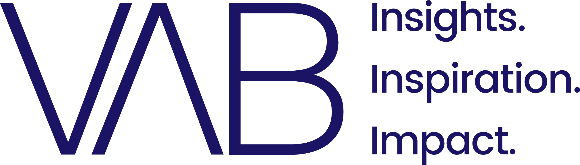 VAB
Insights.
Inspiration.
Impact.